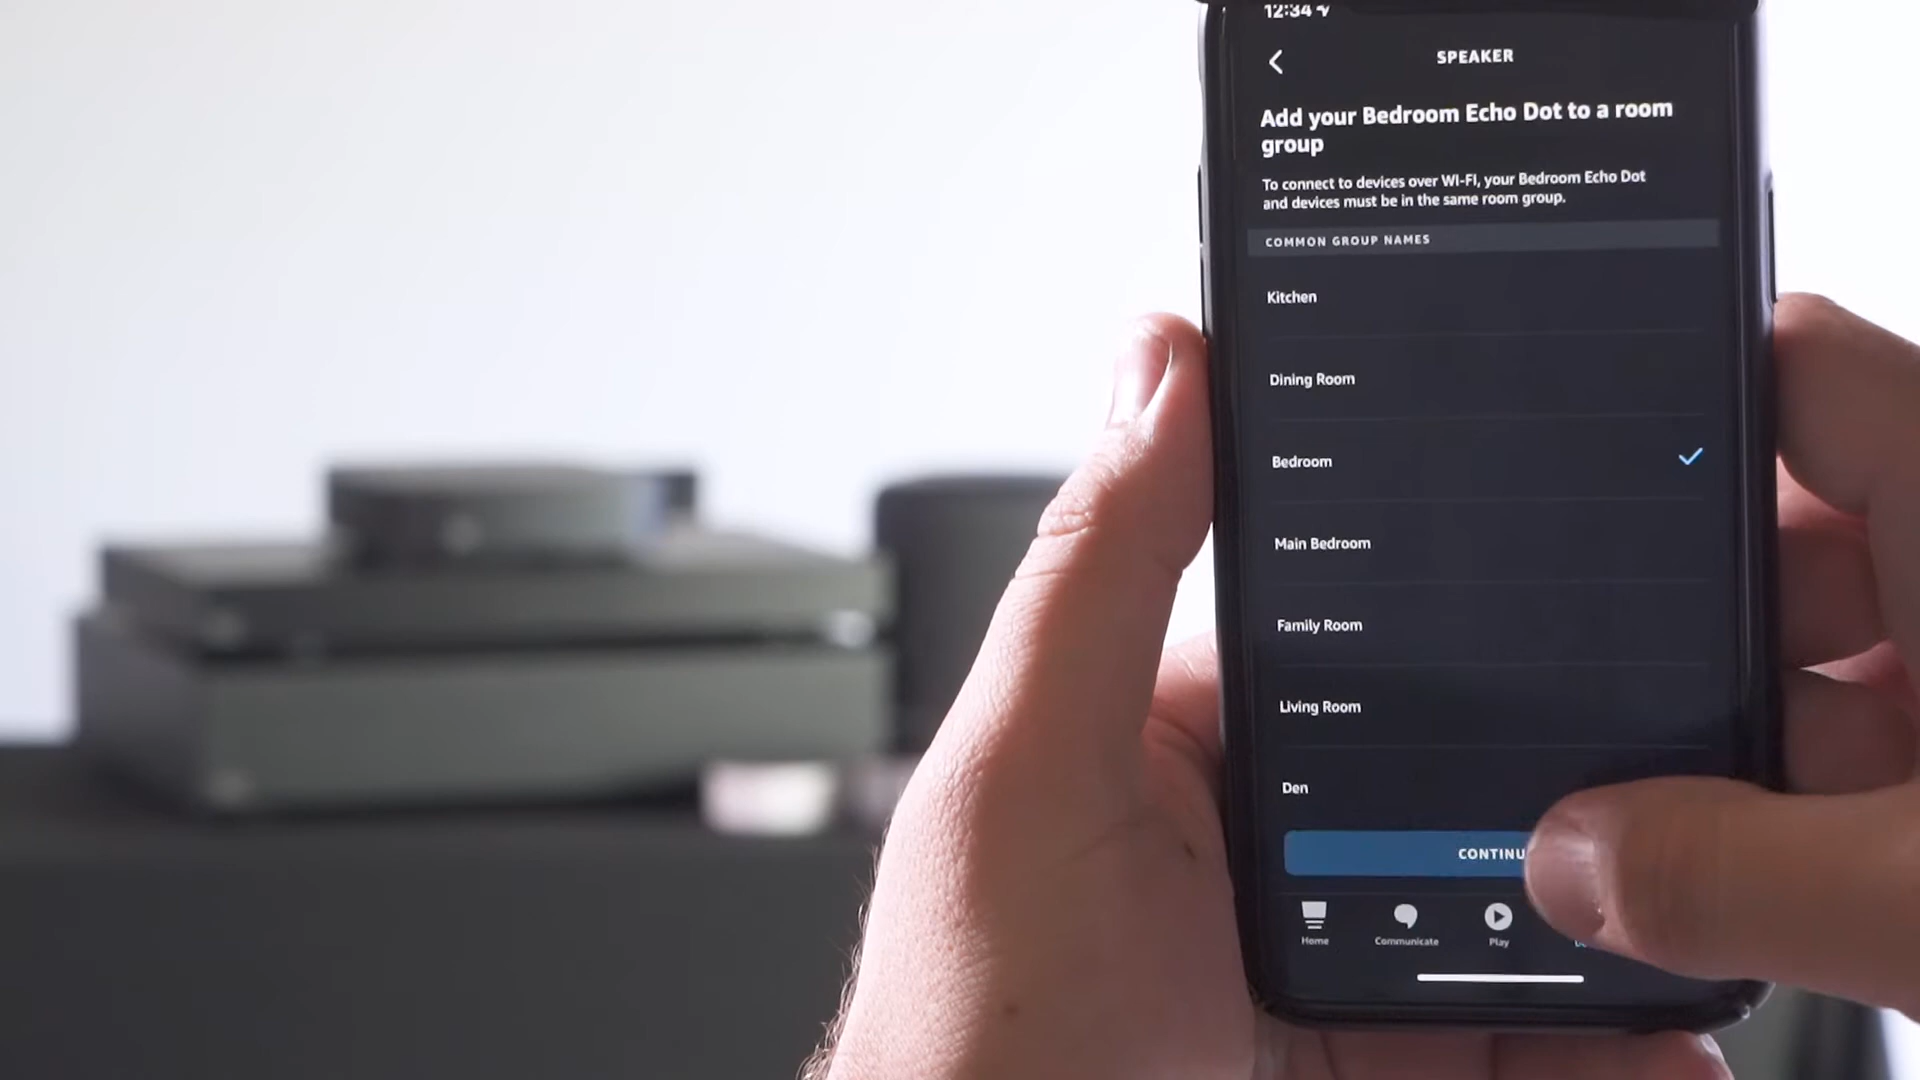 12:34
SPEAKER
Add your Bedroom Echo Dot to a room
group
To connect to devices over WI-FI, your Bedroom Echo Dot
and devices must be in the same room group.
COMMON GROUP NAMES
Kitchen
Dining Room
Bedroom
Main Bedroom
Family Room
Living Room
Den
CONTINU
Home
Communicate
Play